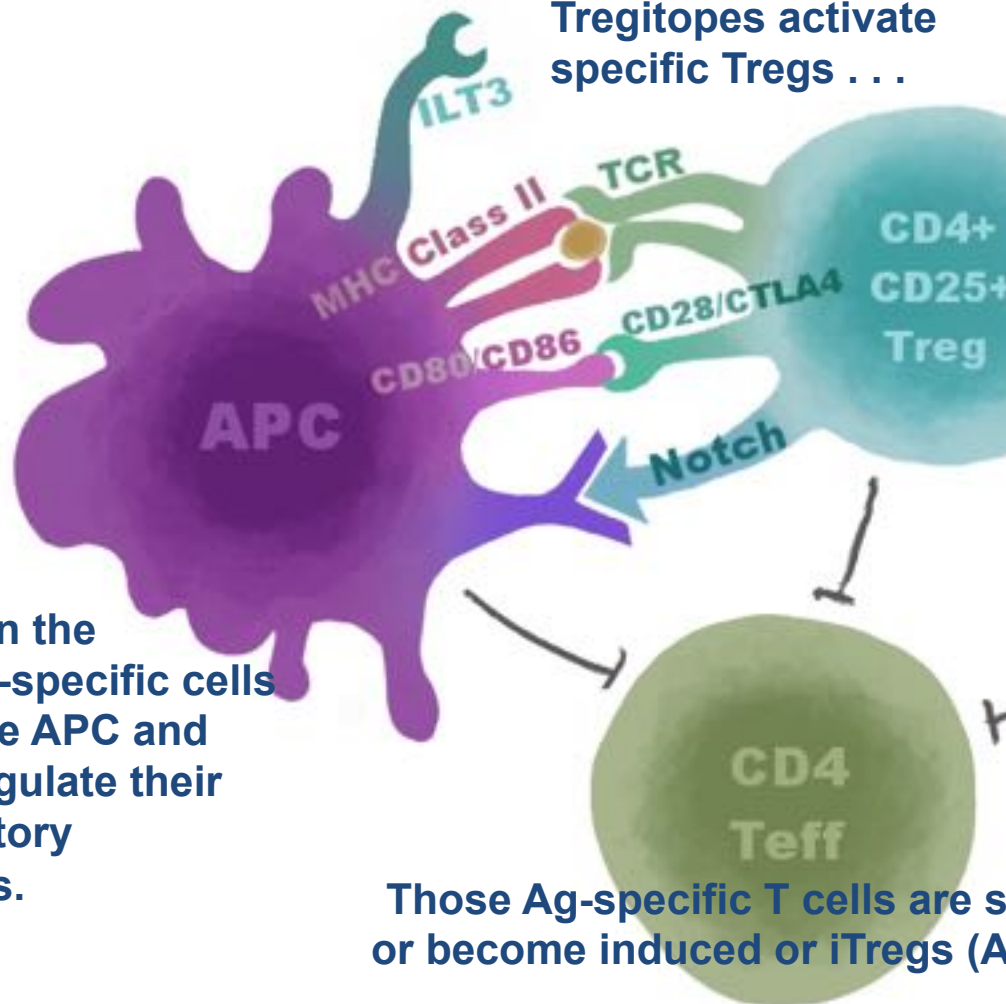 Tregitopes activate
specific Tregs . . .
ILT3
TCR
MHC Class II
CD28/CTLA4
CD80/CD86
CD4+
CD25+
Treg
APC
Notch
n the
-specific cells
e APC and
gulate their
tory
s.
CD4
Teff
Those Ag-specific T cells are s
or become induced or iTregs (A